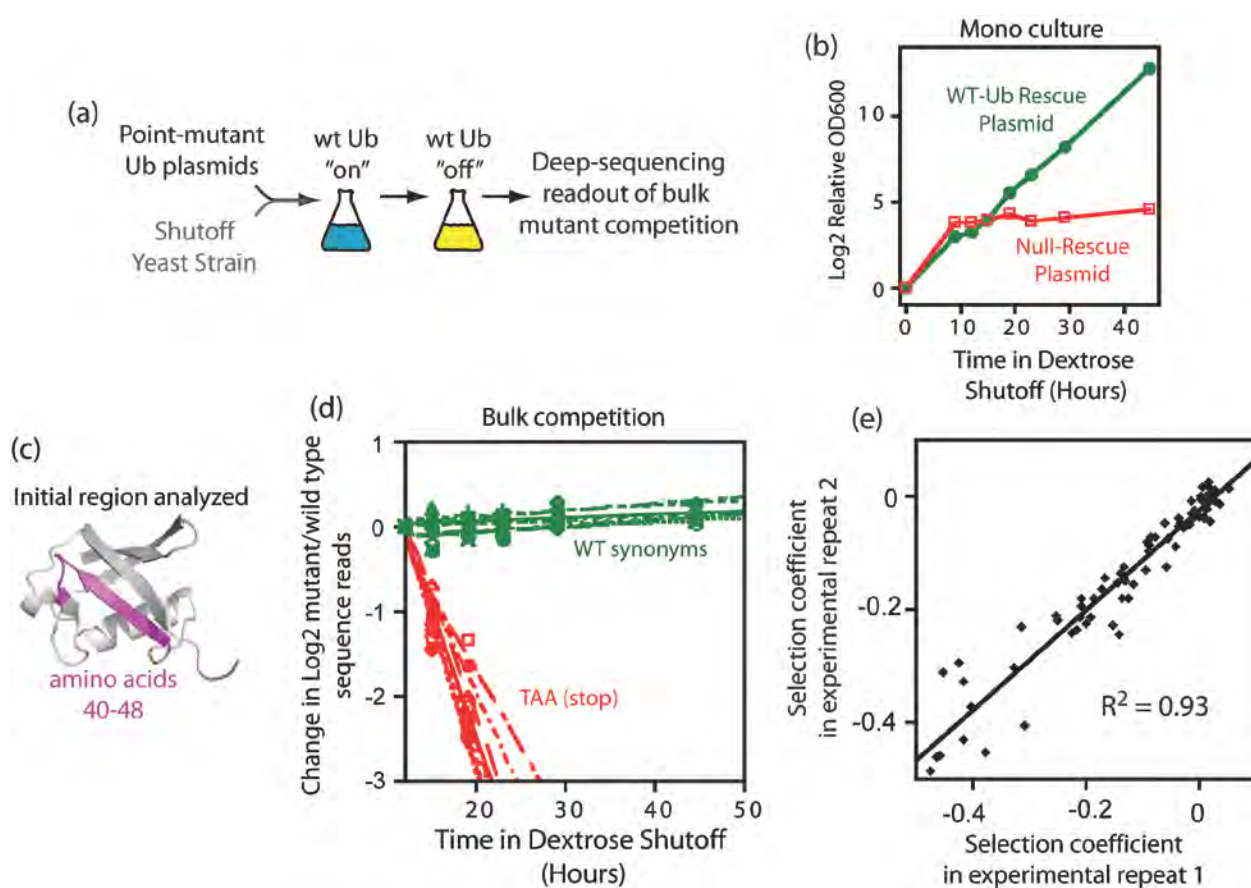 (a)
Point-mutant
Ub plasmids
Shutoff
Yeast Strain
wt Ub
"on"
wt Ub
"off"
Deep-sequencing
readout of bulk
mutant competition
(b)
Mono culture
Log2 Relative OD600
10
5
0
WT-Ub Rescue
Plasmid
Null-Rescue
Plasmid
0 10 20 30 40
Time in Dextrose
Shutoff (Hours)
(c)
Initial region analyzed
amino acids
40-48
(d)
Bulk competition
Change in Log2 mutant/wild type
sequence reads
1
0
-1
-2
-3
WT synonyms
TAA (stop)
20 30 40 50
Time in Dextrose Shutoff
(Hours)
(e)
Selection coefficient
in experimental repeat 2
0
-0.2
-0.4
R² = 0.93
-0.4 -0.2 0
Selection coefficient
in experimental repeat 1